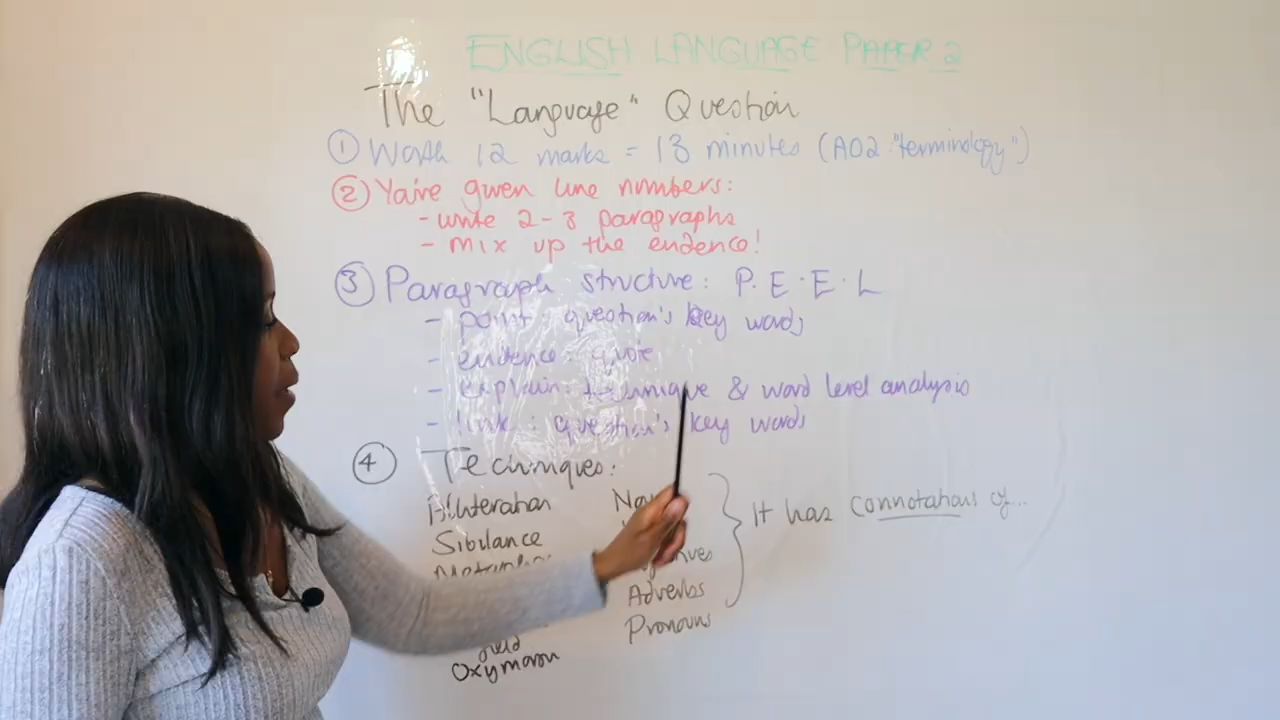 ENGLISH LANGUAGE PAPER 2
The "Language" Question
① Worth 12 marks = 13 minutes (AO2 "terminology")
② You're given line numbers:
- write 2-3 paragraphs
- mix up the evidence!
③ Paragraph structure: P.E.E.L
- point question's key words
- evidence: quote
- explain: technique & word level analysis
- link: question's key words
④ Techniques:
Alliteration
Sibilance
field
Oxymoron
Adverbs
Pronouns
It has connotations of...